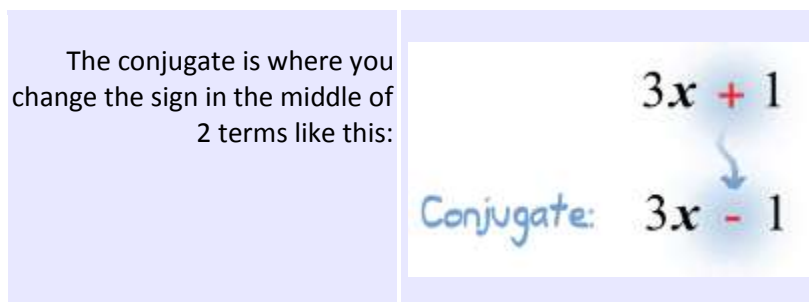 The conjugate is where you
change the sign in the middle of
2 terms like this:
3x + 1
Conjugate: 3x - 1